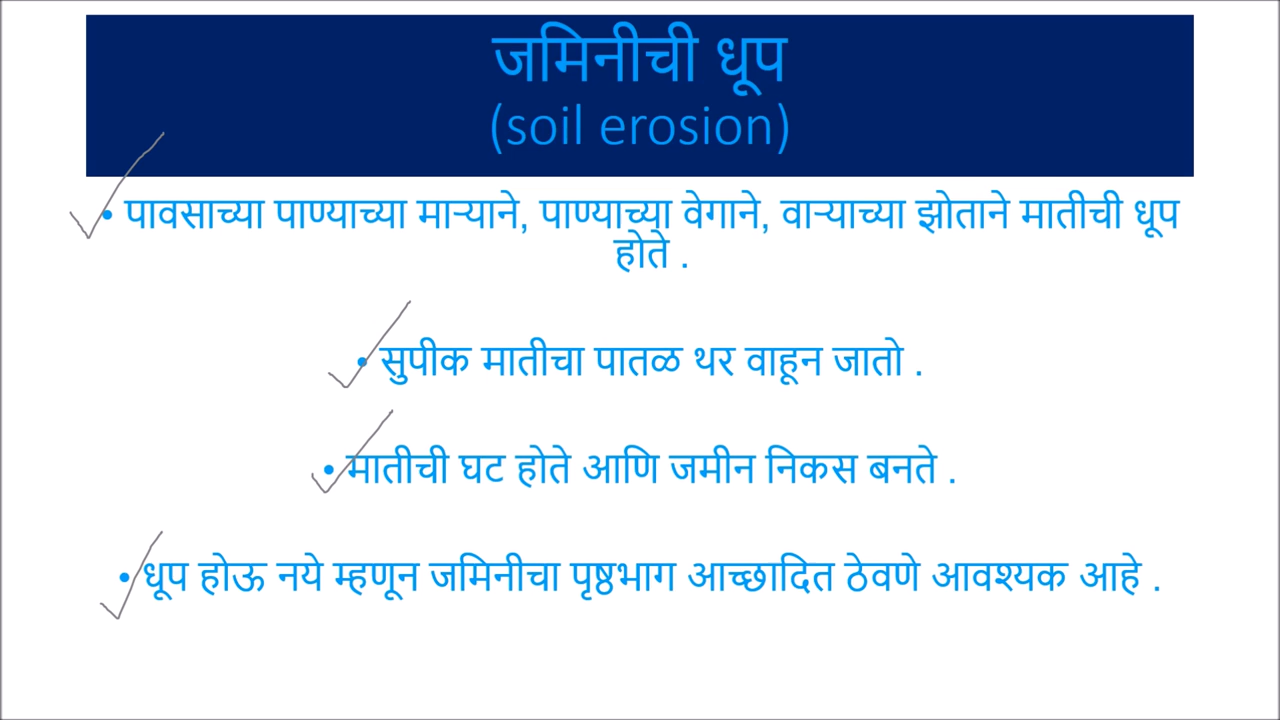 जमिनीची धूप
(soil erosion)
• पावसाच्या पाण्याच्या माऱ्याने, पाण्याच्या वेगाने, वाऱ्याच्या झोताने मातीची धूप
होते .
• सुपीक मातीचा पातळ थर वाहून जातो .
• मातीची घट होते आणि जमीन निकस बनते .
• धूप होऊ नये म्हणून जमिनीचा पृष्ठभाग आच्छादित ठेवणे आवश्यक आहे .